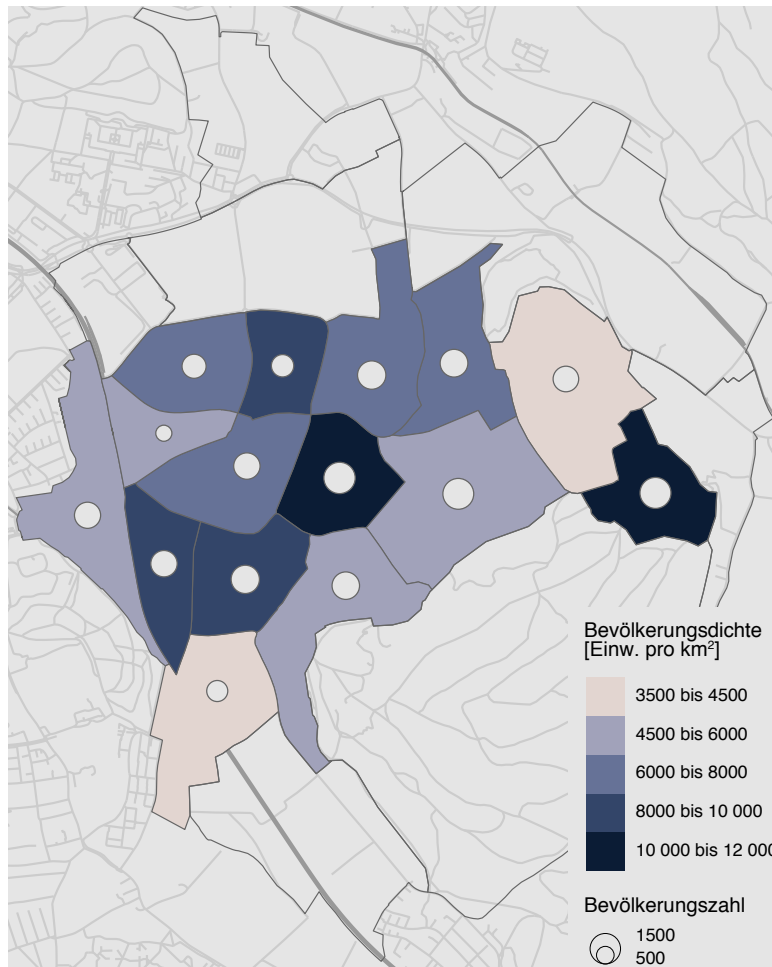 Bevölkerungsdichte
[Einw. pro km²]
3500 bis 4500
4500 bis 6000
6000 bis 8000
8000 bis 10 000
10 000 bis 12 000
Bevölkerungszahl
1500
500